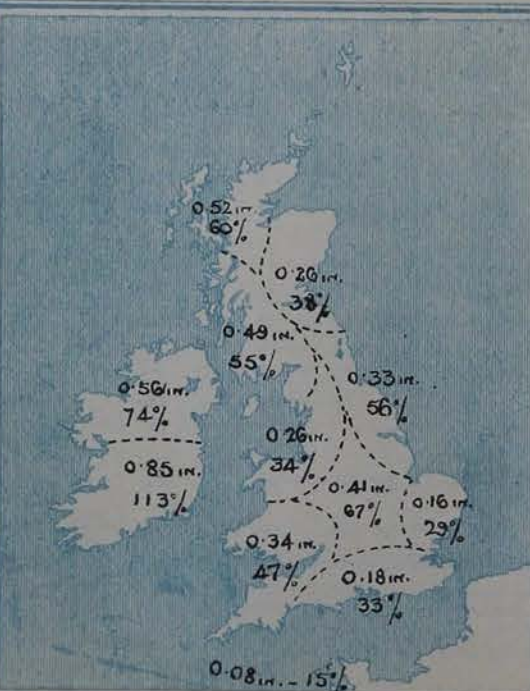 0.52 in.
60%
0.26 in.
38%
0.49 in.
55%
0.56 in.
74%
0.33 in.
56%
0.85 in.
113%
0.26 in.
34%
0.41 in.
67%
0.16 in.
29%
0.34 in.
47%
0.18 in.
33%
0.08 in. - 15%